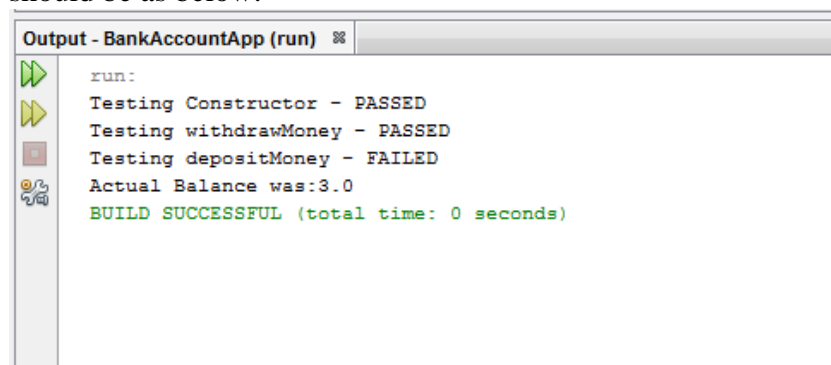 should be as below.
Output - BankAccountApp (run)
run:
Testing Constructor - PASSED
Testing withdrawMoney - PASSED
Testing depositMoney - FAILED
Actual Balance was:3.0
BUILD SUCCESSFUL (total time: 0 seconds)